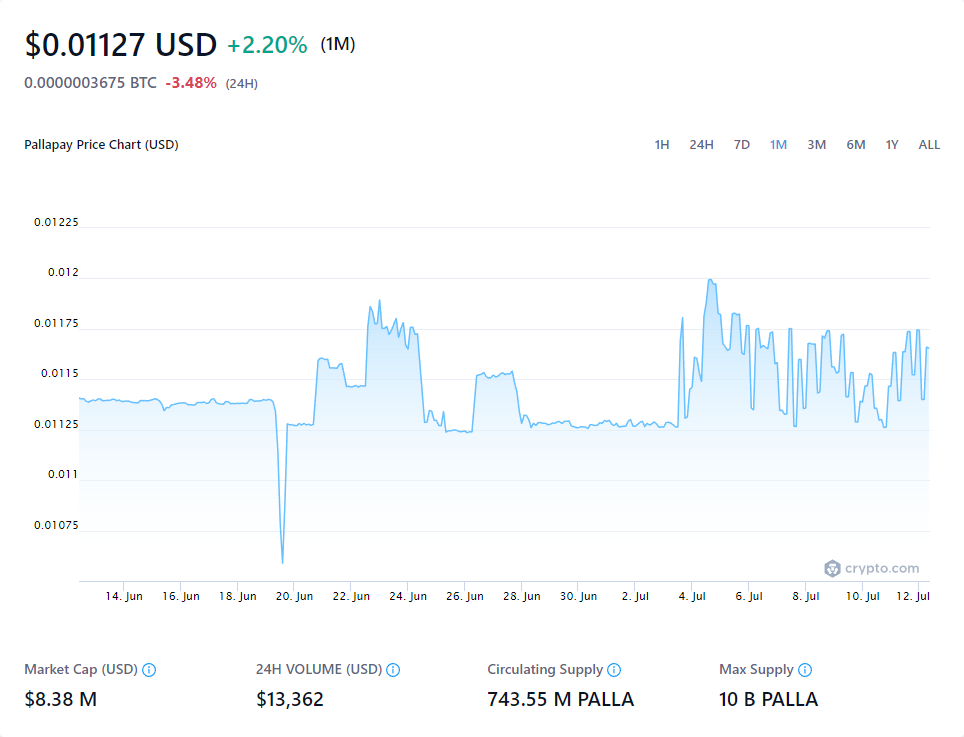 $0.01127 USD +2.20% (1M)
0.0000003675 BTC -3.48% (24H)
Pallapay Price Chart (USD) 1H 24H 7D 1M 3M 6M 1Y ALL
0.01225
0.012
0.01175
0.0115
0.01125
0.011
0.01075
crypto.com
14. Jun 16. Jun 18. Jun 20. Jun 22. Jun 24. Jun 26. Jun 28. Jun 30. Jun 2. Jul 4. Jul 6. Jul 8. Jul 10. Jul 12. Jul
Market Cap (USD) 24H VOLUME (USD) Circulating Supply Max Supply
$8.38 M $13,362 743.55 M PALLA 10 B PALLA